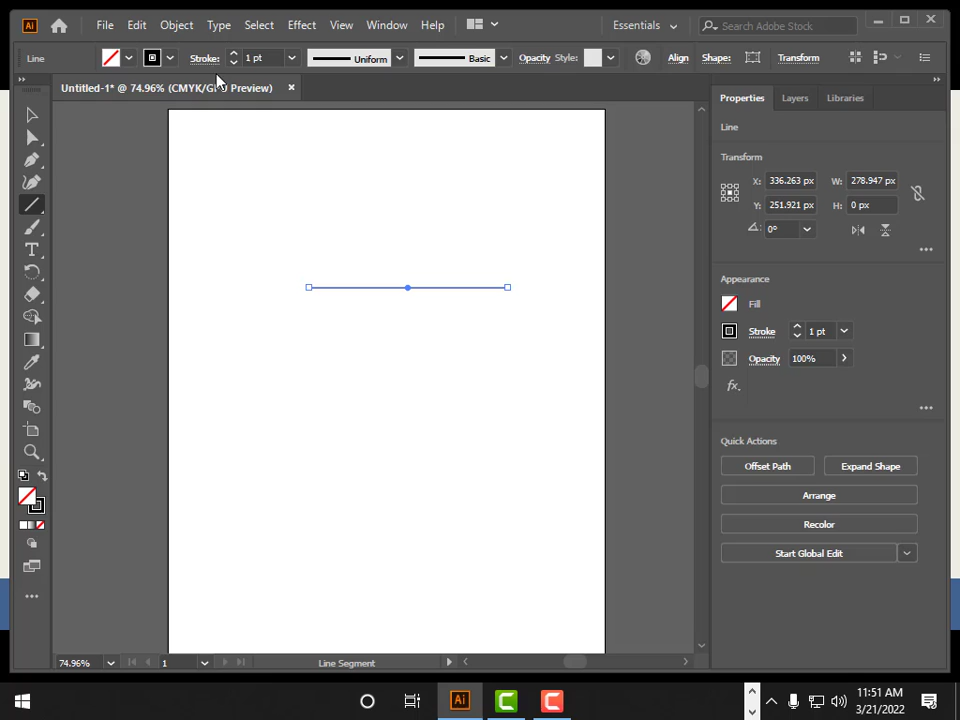 Ai File Edit Object Type Select Effect View Window Help Essentials Search Adobe Stock
Line Stroke: 1 pt Uniform Basic Opacity Style: Align Shape: Transform
Untitled-1* @ 74.96% (CMYK/GPU Preview)
Properties Layers Libraries
Line
Transform
X: 336.263 px W: 278.947 px
Y: 251.921 px H: 0 px
0°
Appearance
Fill
Stroke 1 pt
Opacity 100%
fx.
Quick Actions
Offset Path Expand Shape
Arrange
Recolor
Start Global Edit
74.96% 1 Line Segment
Ai C C 11:51 AM
3/21/2022